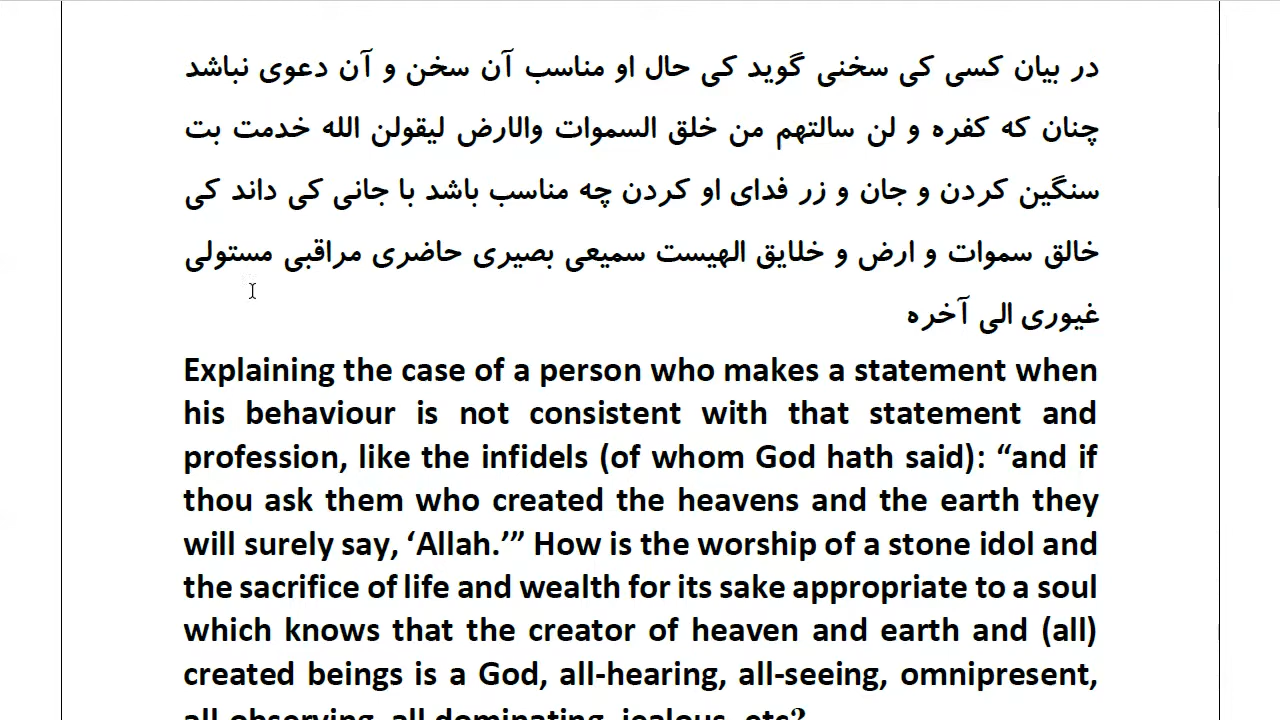 در بیان کسی کی سخنی گوید کی حال او مناسب آن سخن و آن دعوی نباشد
چنان که کفره و لن سالتهم من خلق السموات والارض لیقولن الله خدمت بت
سنگین کردن و جان و زر فدای او کردن چه مناسب باشد با جانی کی داند کی
خالق سموات و ارض و خلایق الهیست سمیعی بصیری حاضری مراقبی مستولی
غیوری الی آخره
Explaining the case of a person who makes a statement when
his behaviour is not consistent with that statement and
profession, like the infidels (of whom God hath said): “and if
thou ask them who created the heavens and the earth they
will surely say, ‘Allah.’” How is the worship of a stone idol and
the sacrifice of life and wealth for its sake appropriate to a soul
which knows that the creator of heaven and earth and (all)
created beings is a God, all-hearing, all-seeing, omnipresent,
all-observing, all-dominating, jealous, etc?